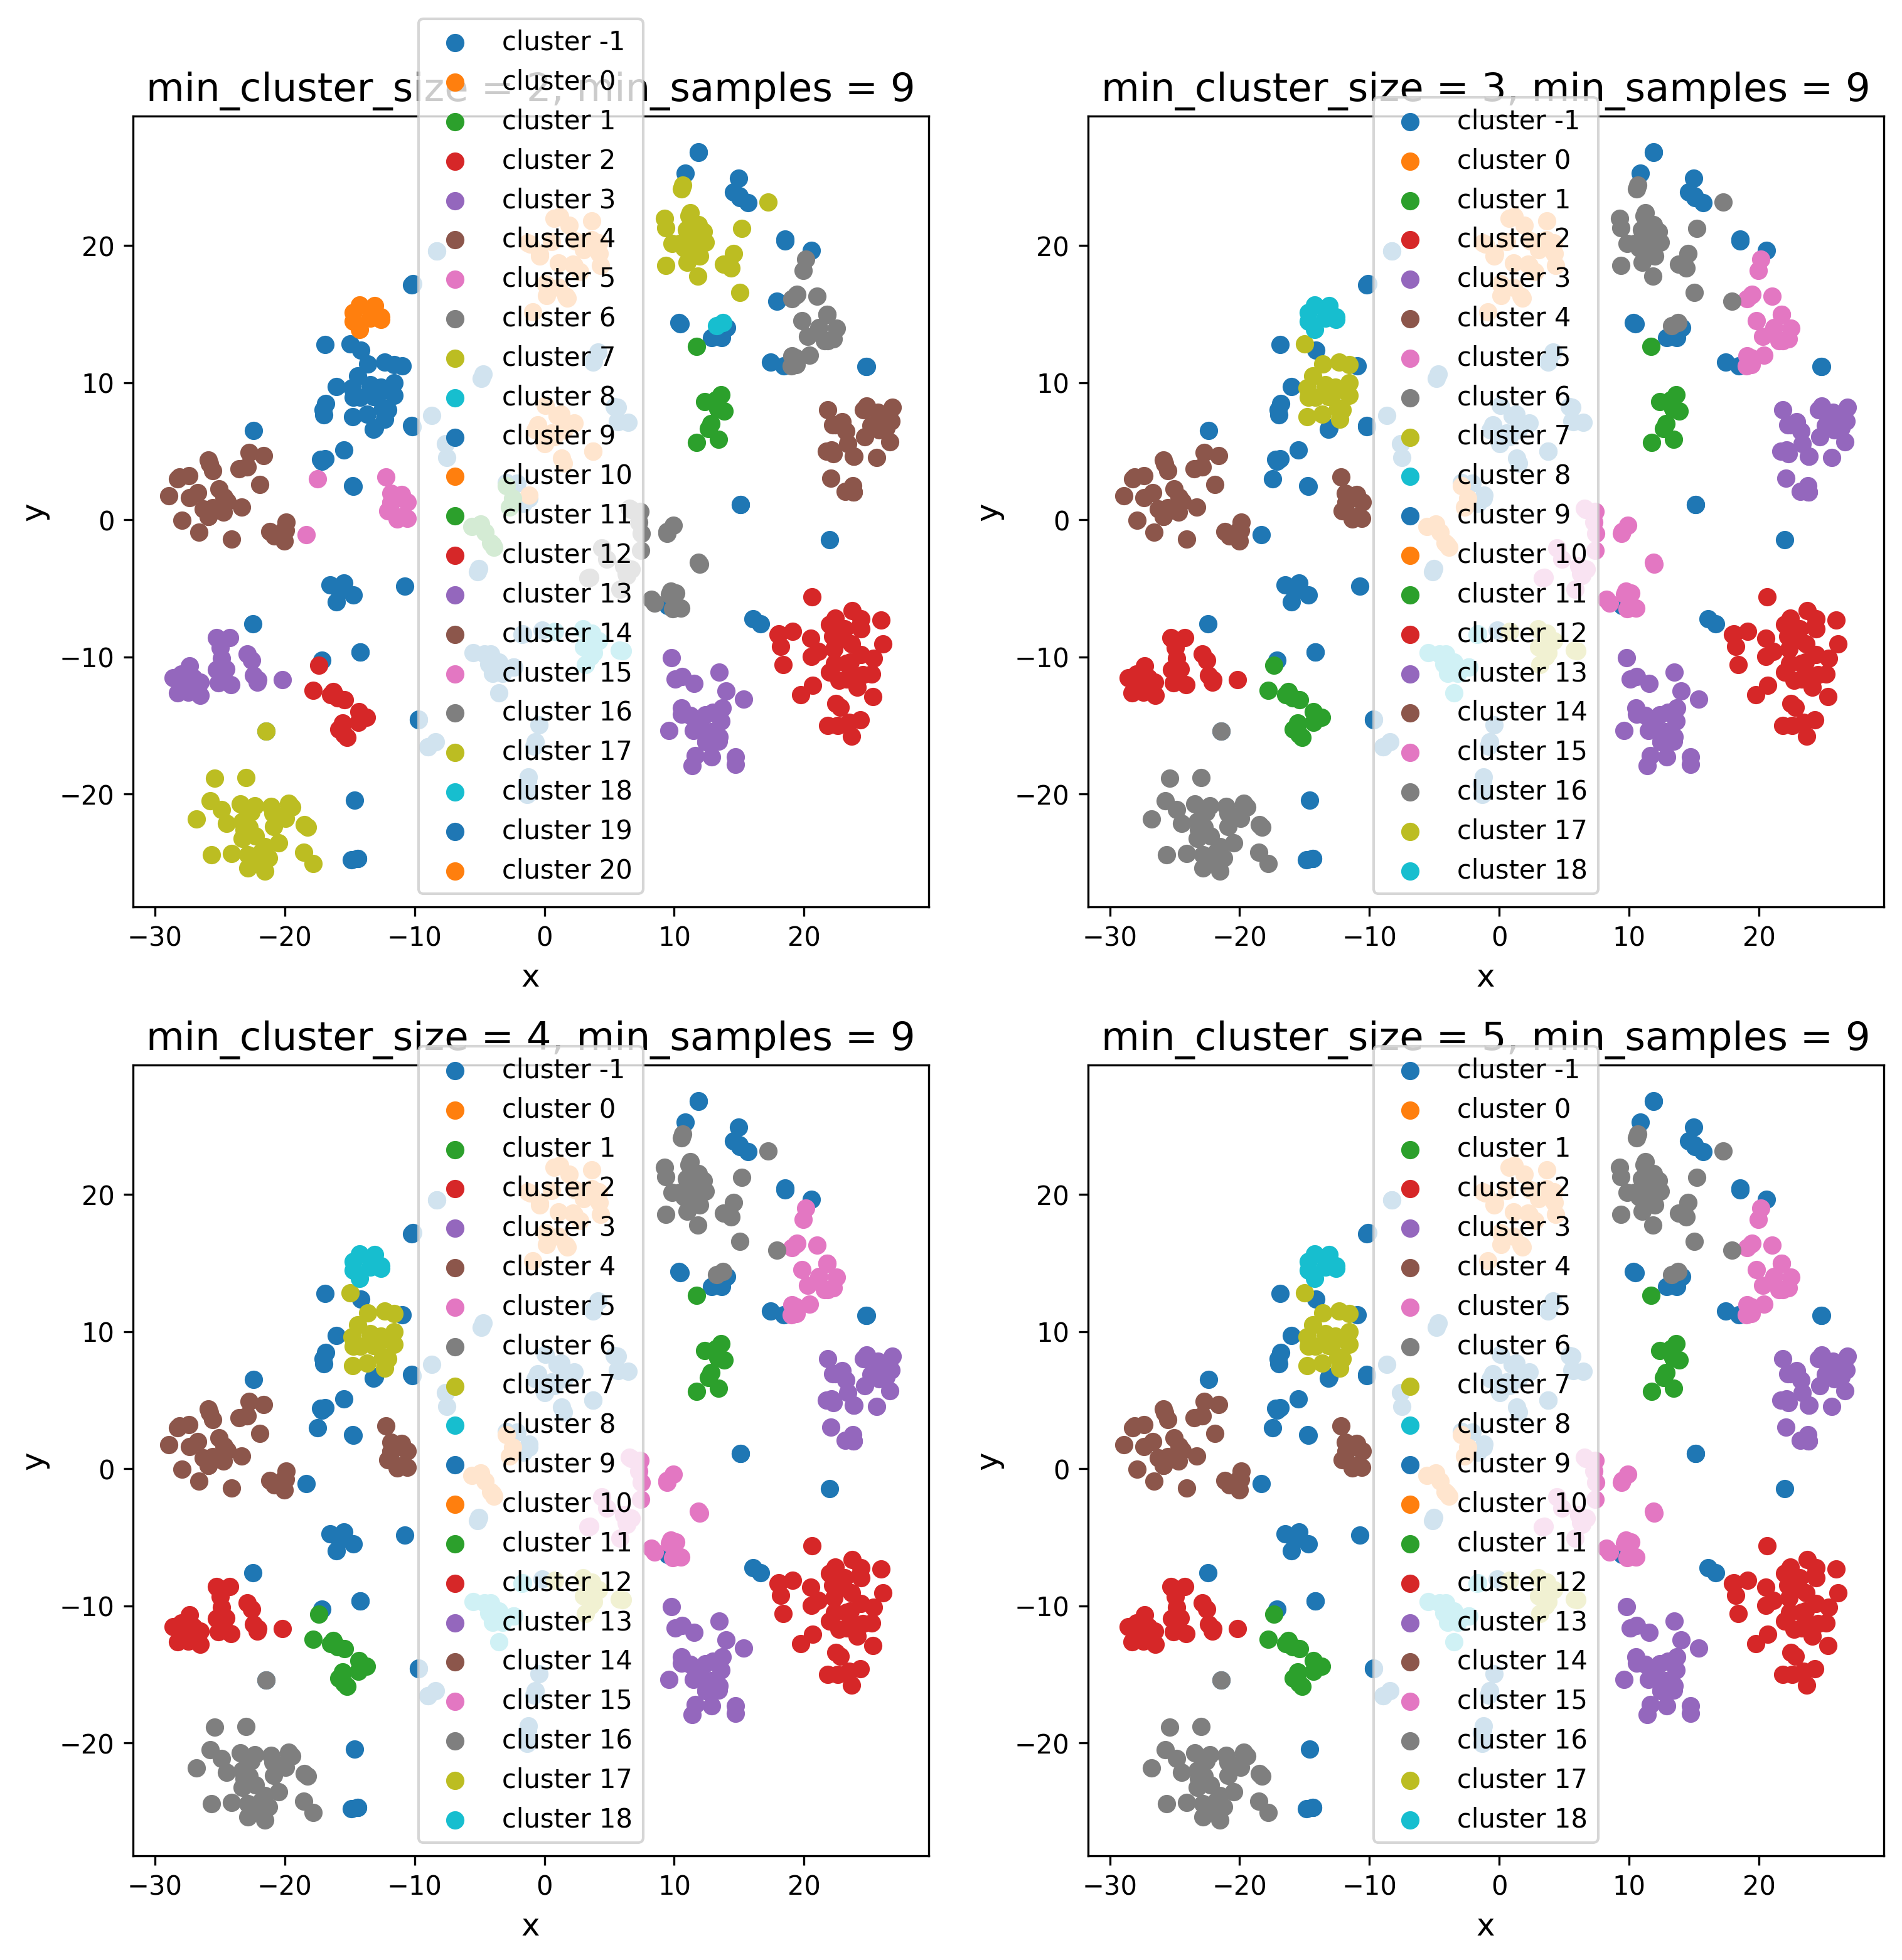 min_cluster_size = 2, min_samples = 9
cluster -1
cluster 0
cluster 1
cluster 2
cluster 3
cluster 4
cluster 5
cluster 6
cluster 7
cluster 8
cluster 9
cluster 10
cluster 11
cluster 12
cluster 13
cluster 14
cluster 15
cluster 16
cluster 17
cluster 18
cluster 19
cluster 20
20
10
0
−10
−20
y
−30 −20 −10 0 10 20
x
min_cluster_size = 3, min_samples = 9
cluster -1
cluster 0
cluster 1
cluster 2
cluster 3
cluster 4
cluster 5
cluster 6
cluster 7
cluster 8
cluster 9
cluster 10
cluster 11
cluster 12
cluster 13
cluster 14
cluster 15
cluster 16
cluster 17
cluster 18
20
10
0
−10
−20
y
−30 −20 −10 0 10 20
x
min_cluster_size = 4, min_samples = 9
cluster -1
cluster 0
cluster 1
cluster 2
cluster 3
cluster 4
cluster 5
cluster 6
cluster 7
cluster 8
cluster 9
cluster 10
cluster 11
cluster 12
cluster 13
cluster 14
cluster 15
cluster 16
cluster 17
cluster 18
20
10
0
−10
−20
y
−30 −20 −10 0 10 20
x
min_cluster_size = 5, min_samples = 9
cluster -1
cluster 0
cluster 1
cluster 2
cluster 3
cluster 4
cluster 5
cluster 6
cluster 7
cluster 8
cluster 9
cluster 10
cluster 11
cluster 12
cluster 13
cluster 14
cluster 15
cluster 16
cluster 17
cluster 18
20
10
0
−10
−20
y
−30 −20 −10 0 10 20
x